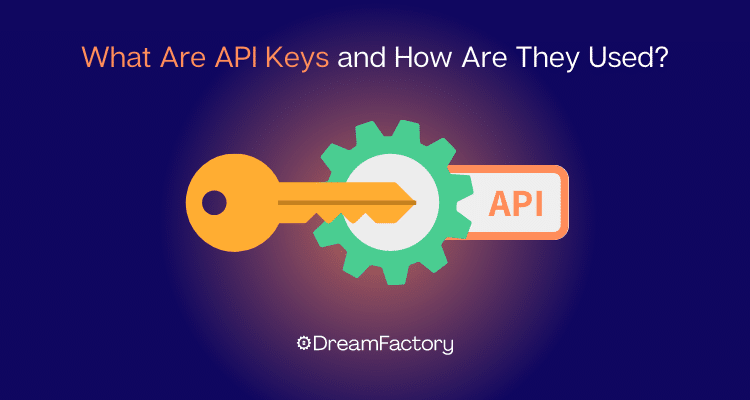 What Are API Keys and How Are They Used?
API
DreamFactory